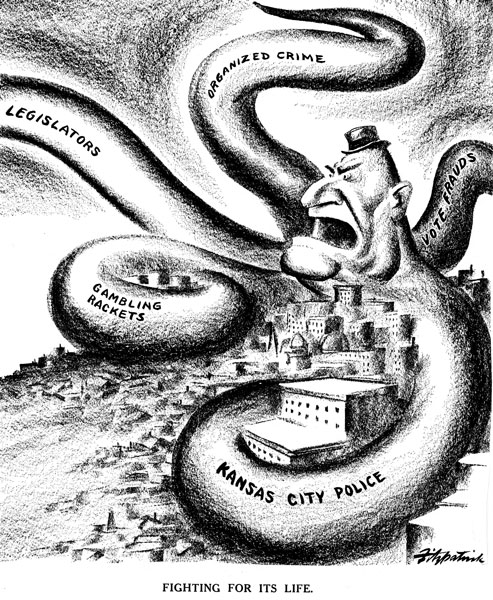 ORGANIZED CRIME
LEGISLATORS
VOTE FRAUDS
GAMBLING
RACKETS
KANSAS CITY POLICE
Fitzpatrick
FIGHTING FOR ITS LIFE.